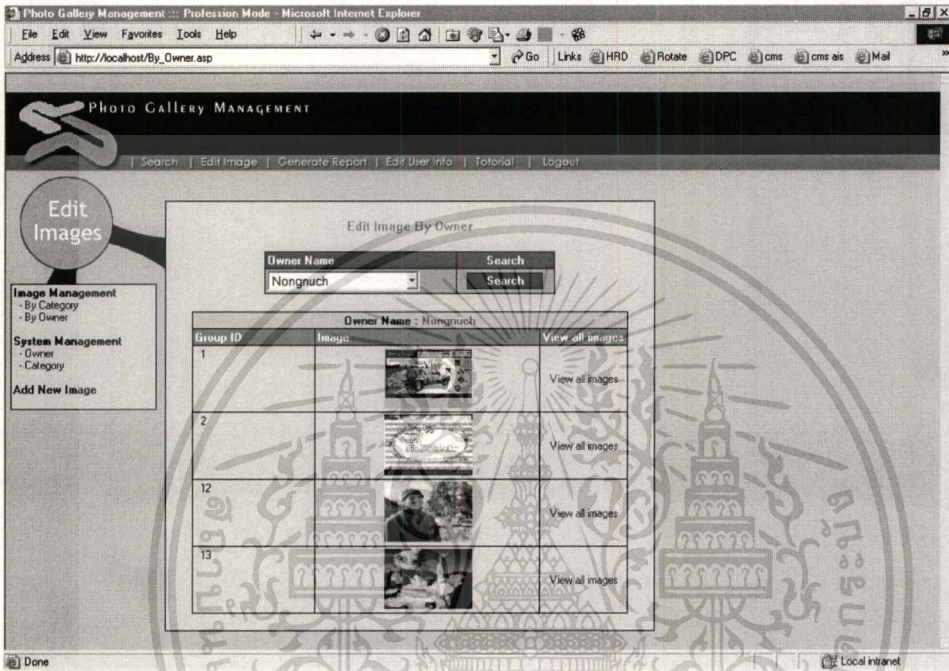 Photo Gallery Management ::: Profession Mode - Microsoft Internet Explorer
File Edit View Favorites Tools Help
Address http://localhost/By_Owner.asp Go Links HRD Rotate DPC cms cms ais Mail
PHOTO GALLERY MANAGEMENT
| Search | Edit Image | Generate Report | Edit User Info | Totorial | Logout
Edit
Images
Edit Image By Owner
Owner Name Search
Nongnuch Search
Image Management
- By Category
- By Owner
System Management
- Owner
- Category
Add New Image
Owner Name : Nongnuch
Group ID Image View all images
1 View all images
2 View all images
12 View all images
13 View all images
Done Local intranet